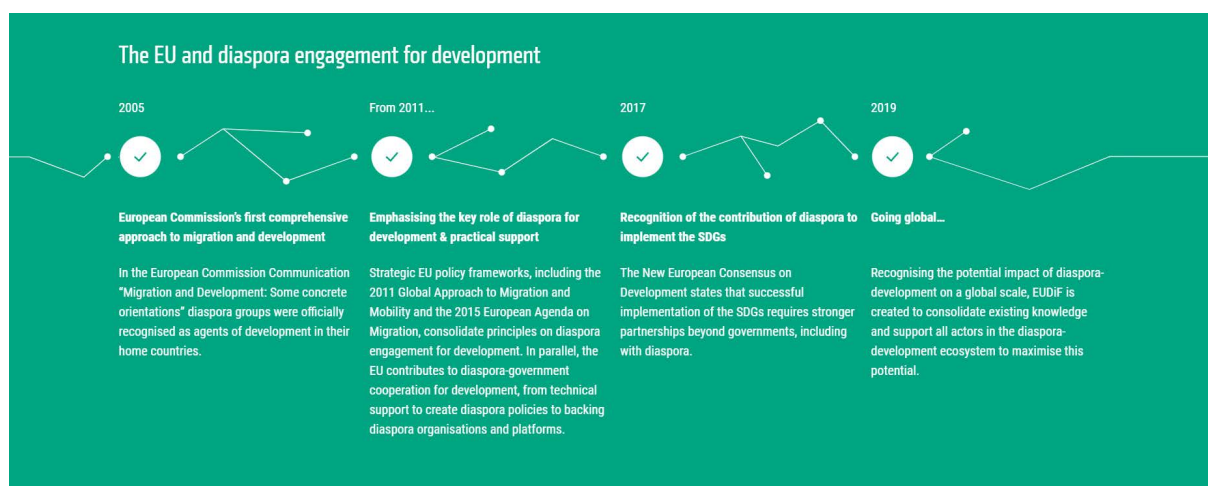 The EU and diaspora engagement for development
2005
European Commission's first comprehensive
approach to migration and development
In the European Commission Communication
“Migration and Development: Some concrete
orientations” diaspora groups were officially
recognised as agents of development in their
home countries.
From 2011...
Emphasising the key role of diaspora for
development & practical support
Strategic EU policy frameworks, including the
2011 Global Approach to Migration and
Mobility and the 2015 European Agenda on
Migration, consolidate principles on diaspora
engagement for development. In parallel, the
EU contributes to diaspora-government
cooperation for development, from technical
support to create diaspora policies to backing
diaspora organisations and platforms.
2017
Recognition of the contribution of diaspora to
implement the SDGs
The New European Consensus on
Development states that successful
implementation of the SDGs requires stronger
partnerships beyond governments, including
with diaspora.
2019
Going global...
Recognising the potential impact of diaspora-
development on a global scale, EUDiF is
created to consolidate existing knowledge
and support all actors in the diaspora-
development ecosystem to maximise this
potential.